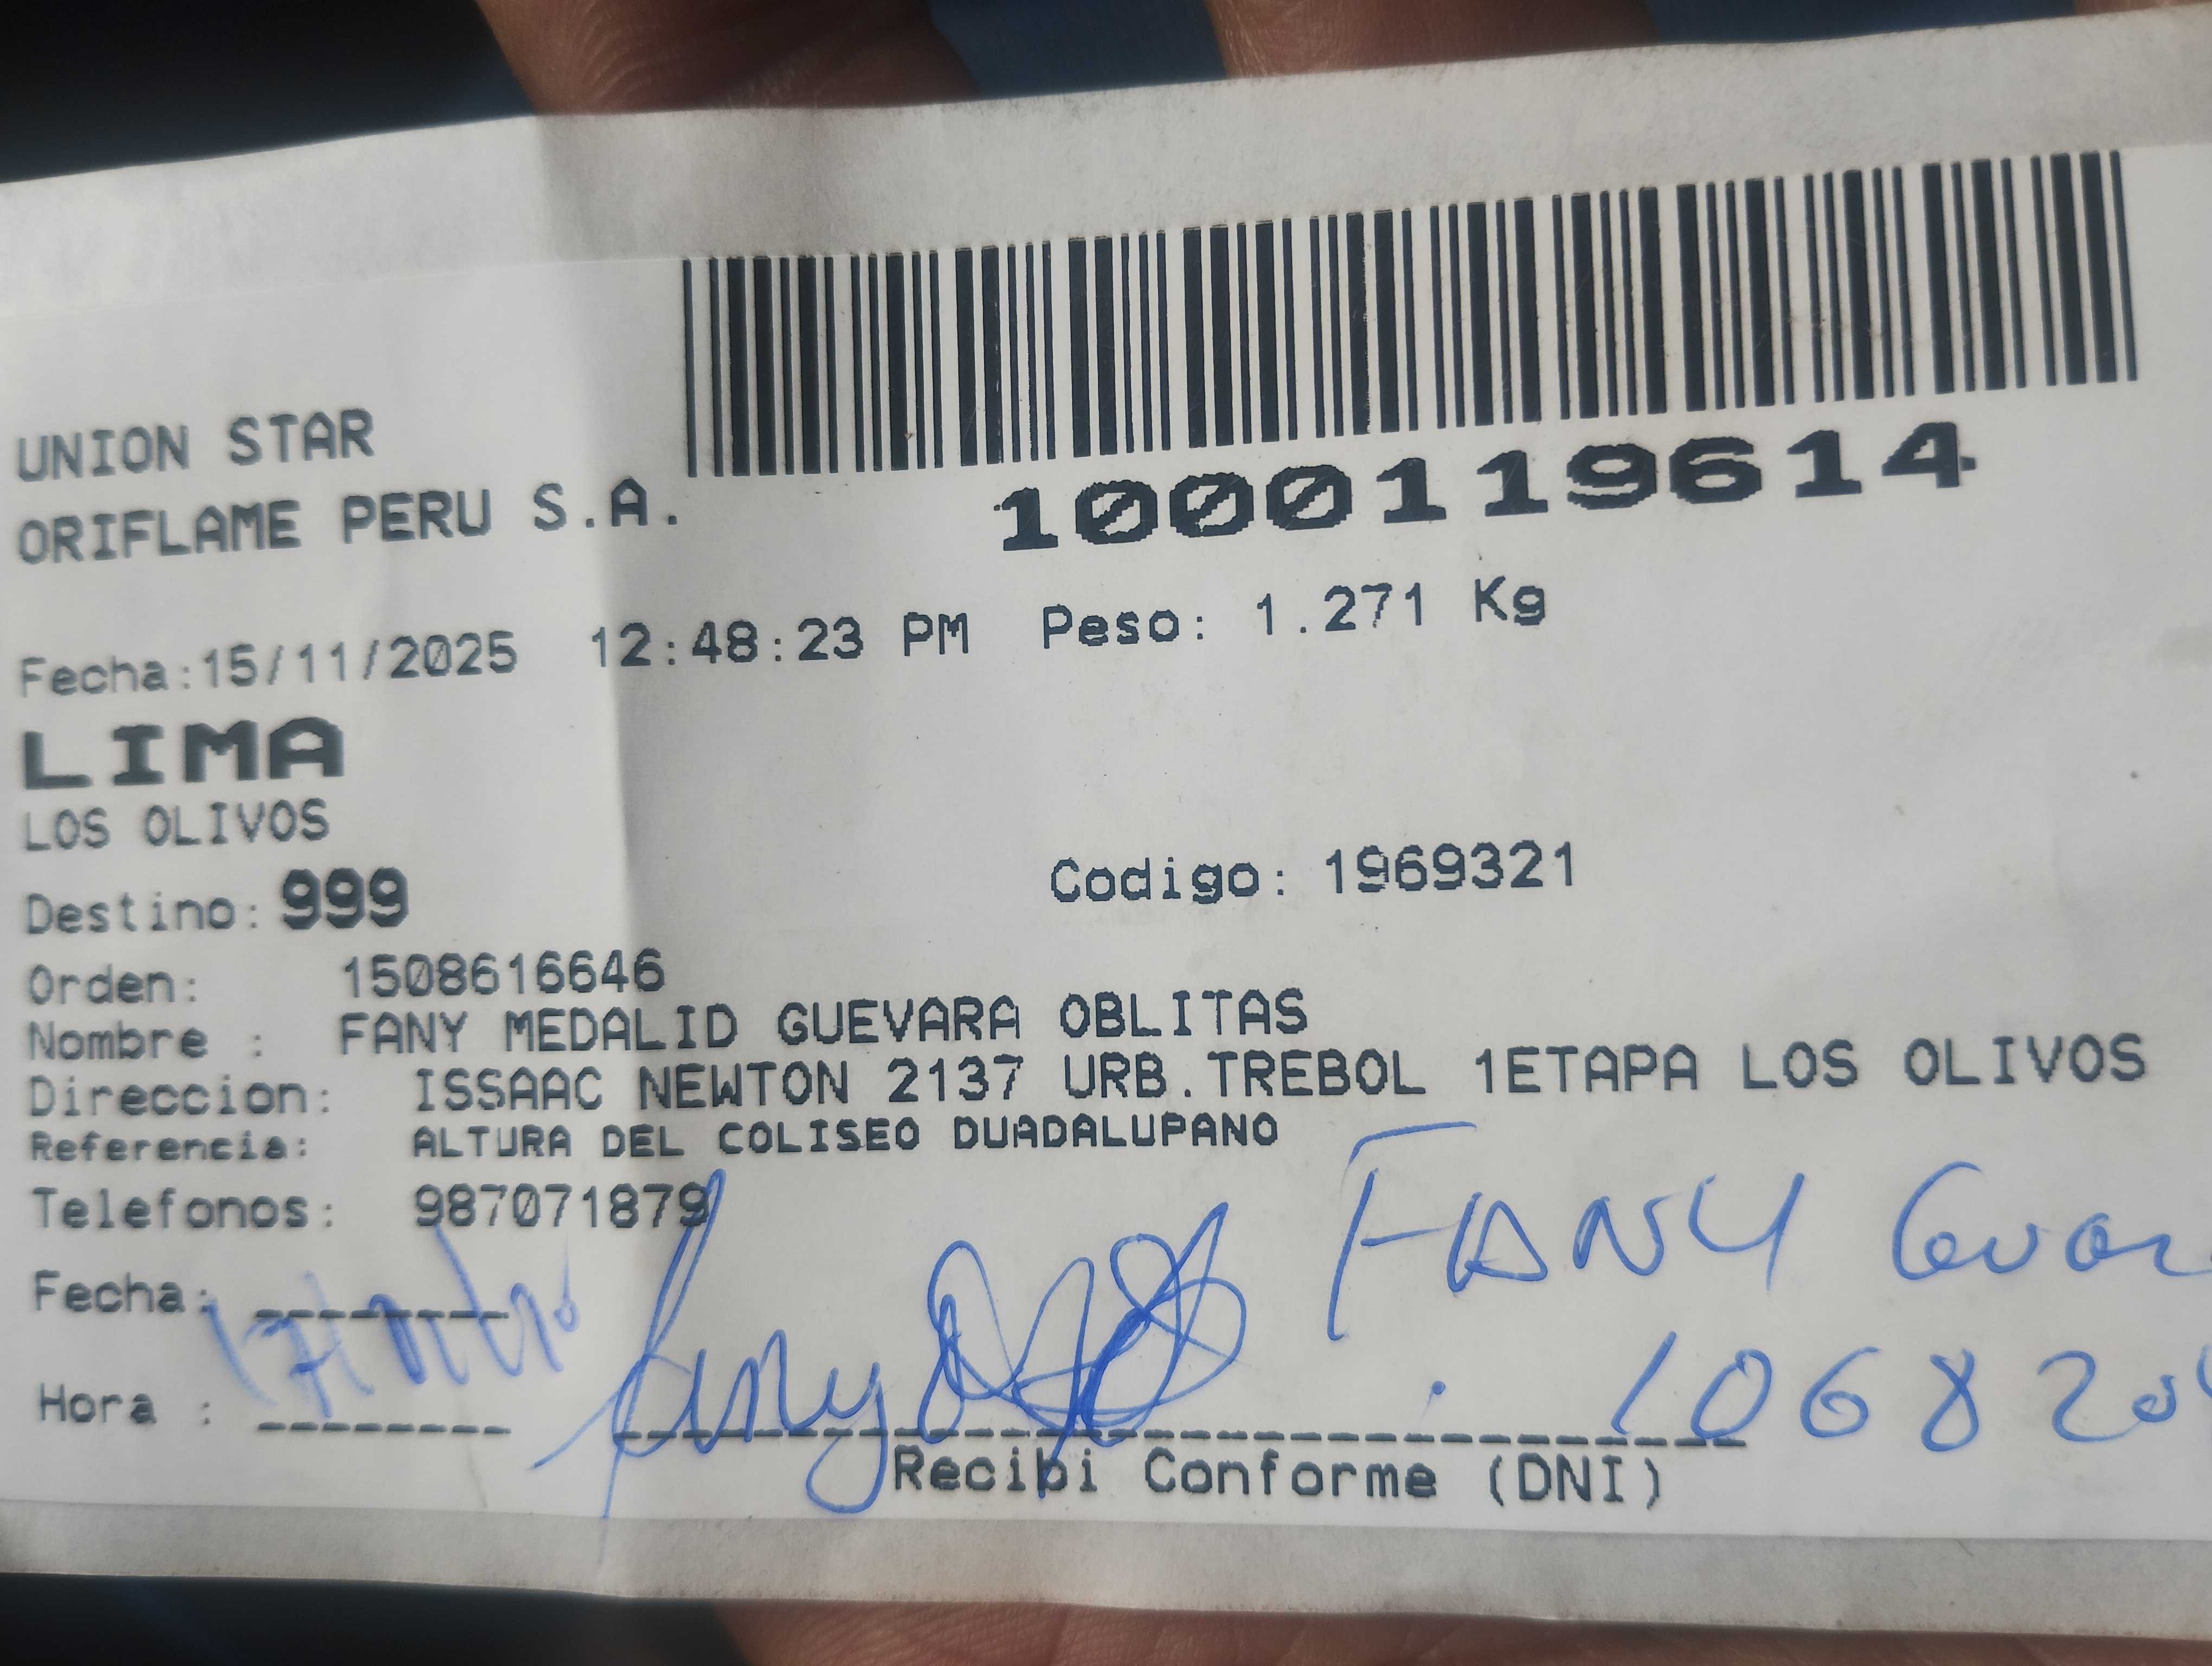 UNION STAR
ORIFLAME PERU S.A.
1000119614
Fecha:15/11/2025 12:48:23 PM Peso: 1.271 Kg
LIMA
LOS OLIVOS
Destino: 999
Codigo: 1969321
Orden: 1508616646
Nombre : FANY MEDALID GUEVARA OBLITAS
Direccion: ISSAAC NEWTON 2137 URB.TREBOL 1ETAPA LOS OLIVOS
Referencia: ALTURA DEL COLISEO DUADALUPANO
Telefonos: 987071879
FANY
Fecha:
Hora :
Fany
Recibi Conforme (DNI)